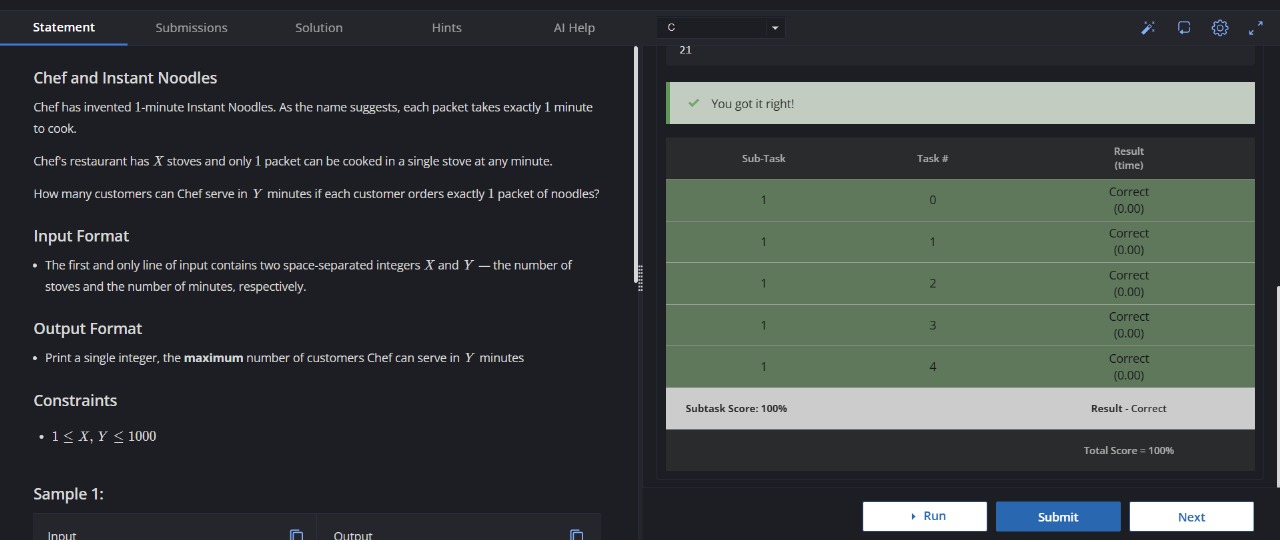 Statement
Submissions
Solution
Hints
AI Help
Chef and Instant Noodles
Chef has invented 1-minute Instant Noodles. As the name suggests, each packet takes exactly 1 minute
to cook.
Chef's restaurant has X stoves and only 1 packet can be cooked in a single stove at any minute.
How many customers can Chef serve in Y minutes if each customer orders exactly 1 packet of noodles?
Input Format
• The first and only line of input contains two space-separated integers X and Y — the number of
stoves and the number of minutes, respectively.
Output Format
• Print a single integer, the maximum number of customers Chef can serve in Y minutes
Constraints
• 1 ≤ X, Y ≤ 1000
Sample 1:
Input
Output
C
21
You got it right!
Sub-Task Task # Result
(time)
1 0 Correct
(0.00)
1 1 Correct
(0.00)
1 2 Correct
(0.00)
1 3 Correct
(0.00)
1 4 Correct
(0.00)
Subtask Score: 100% Result - Correct
Total Score = 100%
Run
Submit
Next